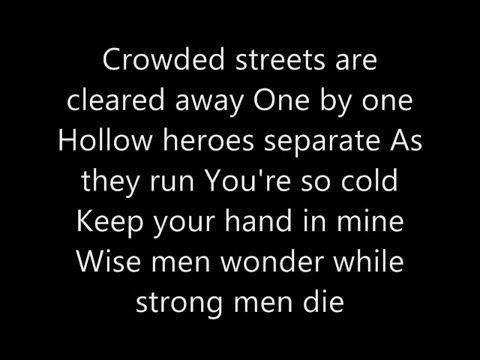 Crowded streets are
cleared away One by one
Hollow heroes separate As
they run You're so cold
Keep your hand in mine
Wise men wonder while
strong men die